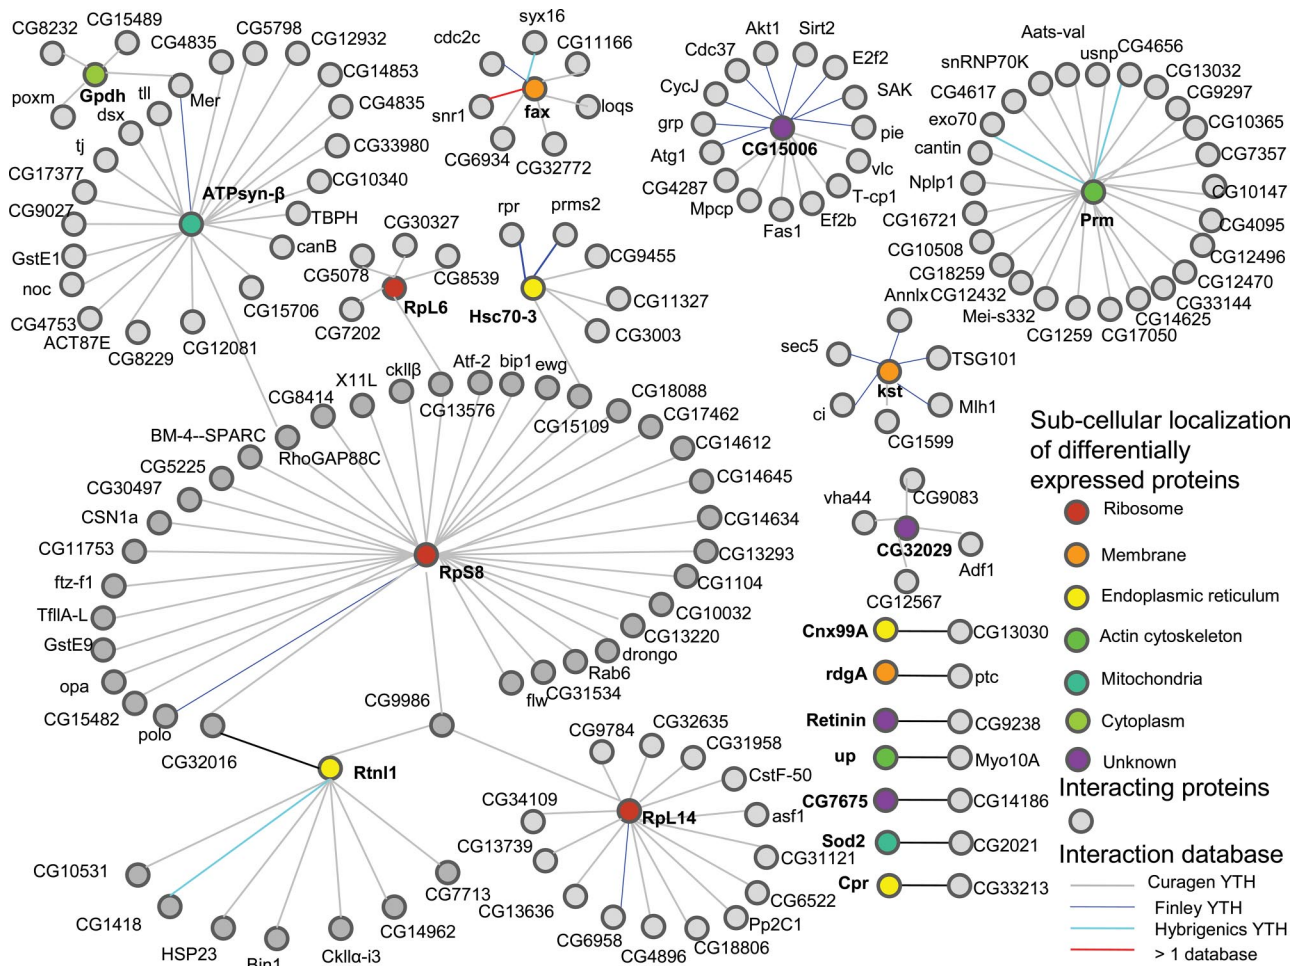 CG8232
CG15489
CG4835
CG5798
CG12932
CG14853
CG4835
CG33980
CG10340
TBPH
canB
CG15706
CG12081
CG8229
ACT87E
CG4753
noc
GstE1
CG9027
CG17377
tj
dsx
tll
Mer
poxm
Gpdh
ATPsyn-β
cdc2c
syx16
CG11166
loqs
CG32772
CG6934
snr1
fax
Akt1
Sirt2
E2f2
SAK
pie
vlc
T-cp1
Ef2b
Fas1
Mpcp
CG4287
Atg1
grp
CycJ
Cdc37
CG15006
Aats-val
usnp
CG4656
CG13032
CG9297
CG10365
CG7357
CG10147
CG4095
CG12496
CG12470
CG33144
CG14625
CG17050
CG1259
Mei-s332
CG12432
CG18259
CG10508
CG16721
Nplp1
cantin
exo70
CG4617
snRNP70K
Prm
CG30327
CG5078
CG8539
CG7202
RpL6
rpr
prms2
CG9455
CG11327
CG3003
Hsc70-3
Annlx
sec5
TSG101
ci
Mlh1
CG1599
kst
CG8414
X11L
ckllβ
CG13576
Atf-2
bip1
ewg
CG15109
CG18088
CG17462
CG14612
CG14645
CG14634
CG13293
CG1104
CG10032
CG13220
drongo
Rab6
CG31534
flw
CG9986
CG32016
polo
CG15482
opa
GstE9
TfllA-L
ftz-f1
CG11753
CSN1a
CG30497
CG5225
BM-4--SPARC
RhoGAP88C
RpS8
vha44
CG9083
Adf1
CG12567
CG32029
Cnx99A
CG13030
rdgA
ptc
Retinin
CG9238
up
Myo10A
CG7675
CG14186
Sod2
CG2021
Cpr
CG33213
Rtnl1
CG10531
CG1418
HSP23
Bin1
Ckllα-i3
CG14962
CG7713
CG9784
CG32635
CG31958
CstF-50
asf1
CG31121
CG6522
Pp2C1
CG18806
CG4896
CG6958
CG13636
CG13739
CG34109
RpL14
Sub-cellular localization
of differentially
expressed proteins
Ribosome
Membrane
Endoplasmic reticulum
Actin cytoskeleton
Mitochondria
Cytoplasm
Unknown
Interacting proteins
Interaction database
Curagen YTH
Finley YTH
Hybrigenics YTH
> 1 database